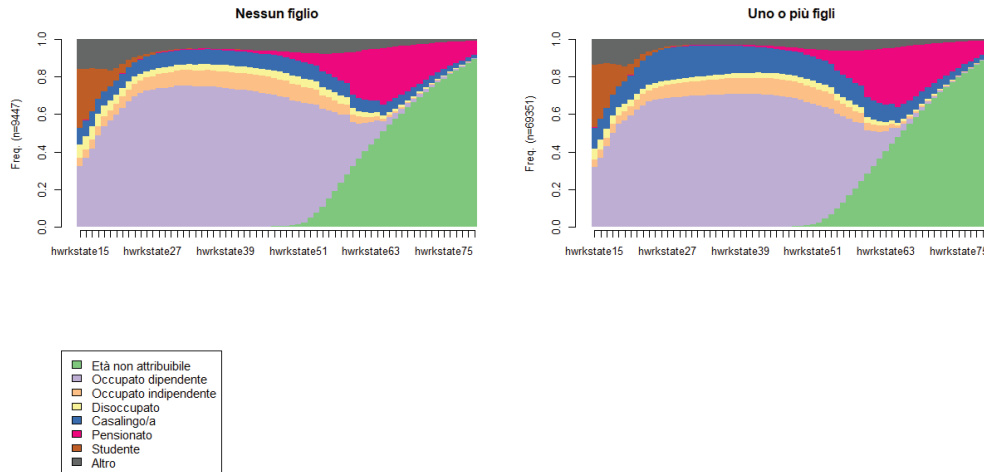 Nessun figlio
Freq. (n=9447)
0.0 0.2 0.4 0.6 0.8 1.0
hwrkstate15 hwrkstate27 hwrkstate39 hwrkstate51 hwrkstate63 hwrkstate75
Uno o più figli
Freq. (n=69351)
0.0 0.2 0.4 0.6 0.8 1.0
hwrkstate15 hwrkstate27 hwrkstate39 hwrkstate51 hwrkstate63 hwrkstate75
Età non attribuibile
Occupato dipendente
Occupato indipendente
Disoccupato
Casalingo/a
Pensionato
Studente
Altro